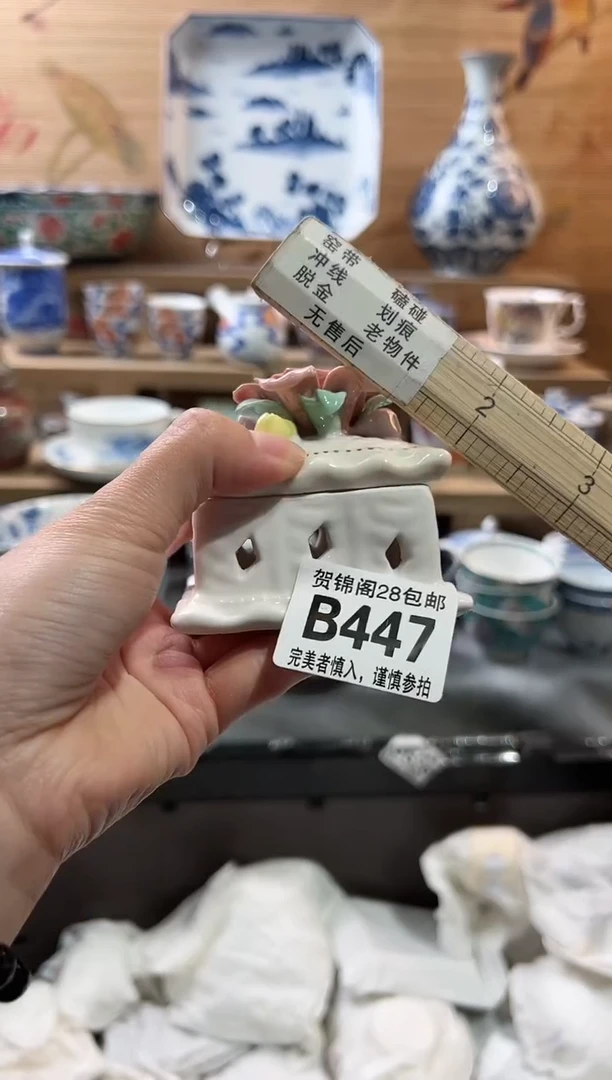 窑带 磕碰
冲线 划痕
脱金 老物件
无售后
2
3
贺锦阁28包邮
B447
完美者慎入，谨慎参拍